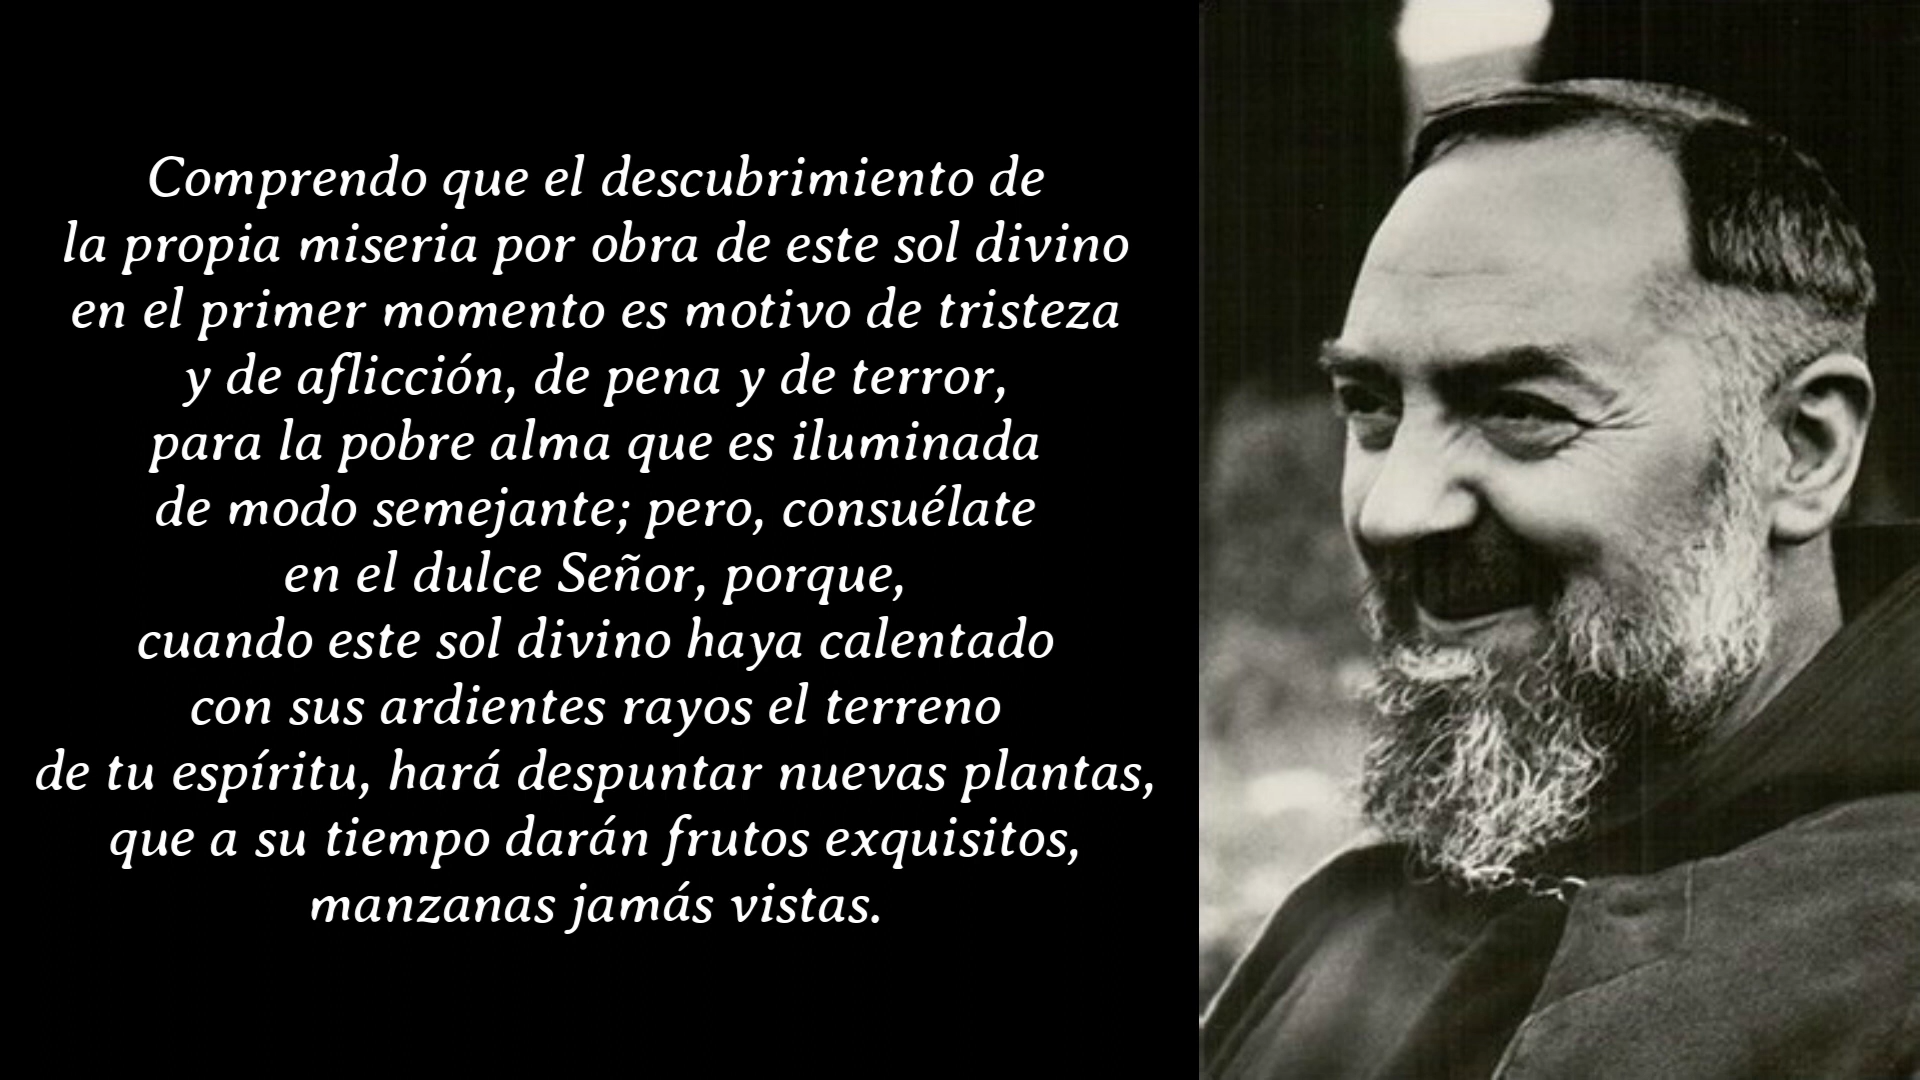 Comprendo que el descubrimiento de
la propia miseria por obra de este sol divino
en el primer momento es motivo de tristeza
y de aflicción, de pena y de terror,
para la pobre alma que es iluminada
de modo semejante; pero, consuélate
en el dulce Señor, porque,
cuando este sol divino haya calentado
con sus ardientes rayos el terreno
de tu espíritu, hará despuntar nuevas plantas,
que a su tiempo darán frutos exquisitos,
manzanas jamás vistas.